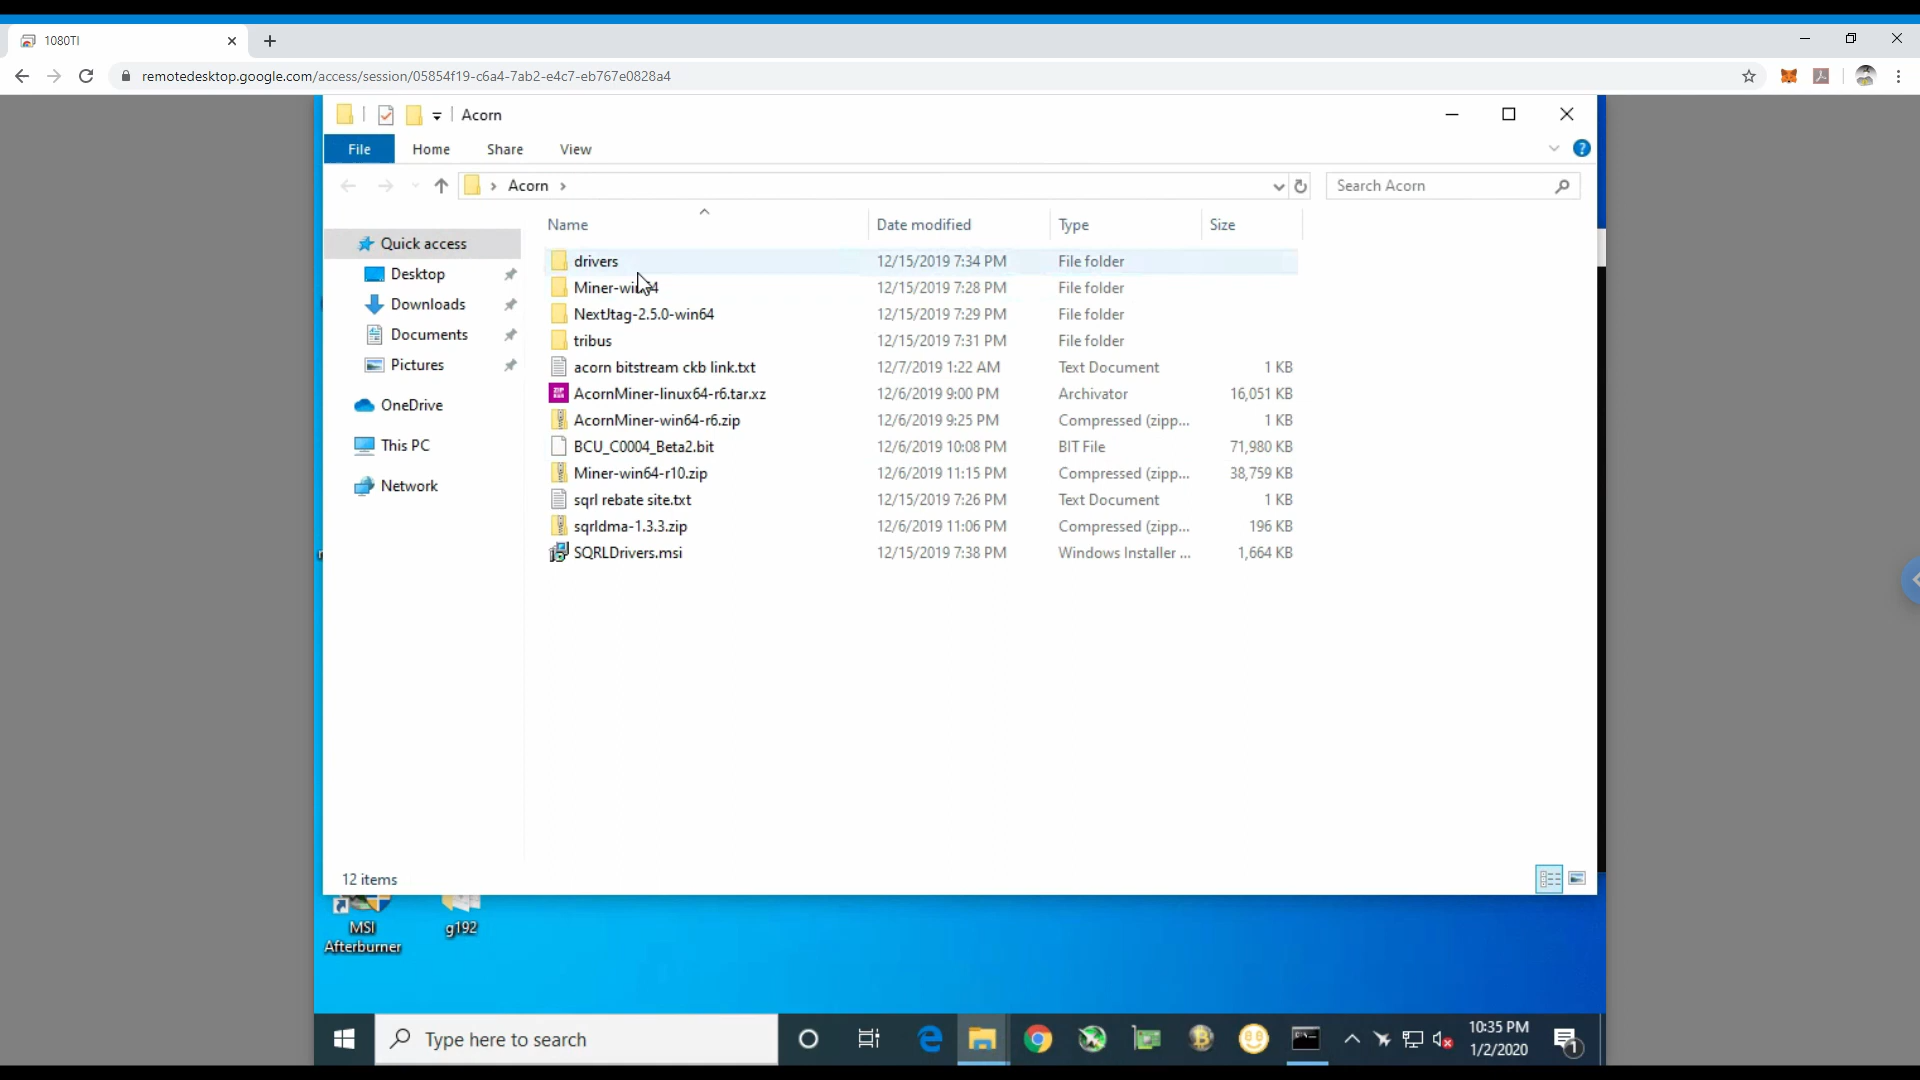 1080TI
remotedesktop.google.com/access/session/05854f19-c6a4-7ab2-e4c7-eb767e0828a4
Acorn
File Home Share View
Acorn
Search Acorn
Name Date modified Type Size
Quick access
Desktop
Downloads
Documents
Pictures
OneDrive
This PC
Network
drivers 12/15/2019 7:34 PM File folder
Miner-win64 12/15/2019 7:28 PM File folder
NextJtag-2.5.0-win64 12/15/2019 7:29 PM File folder
tribus 12/15/2019 7:31 PM File folder
acorn bitstream ckb link.txt 12/7/2019 1:22 AM Text Document 1 KB
AcornMiner-linux64-r6.tar.xz 12/6/2019 9:00 PM Archivator 16,051 KB
AcornMiner-win64-r6.zip 12/6/2019 9:25 PM Compressed (zipp... 1 KB
BCU_C0004_Beta2.bit 12/6/2019 10:08 PM BIT File 71,980 KB
Miner-win64-r10.zip 12/6/2019 11:15 PM Compressed (zipp... 38,759 KB
sqrl rebate site.txt 12/15/2019 7:26 PM Text Document 1 KB
sqrldma-1.3.3.zip 12/6/2019 11:06 PM Compressed (zipp... 196 KB
SQRLDrivers.msi 12/15/2019 7:38 PM Windows Installer ... 1,664 KB
12 items
MSI
Afterburner
g192
Type here to search
10:35 PM
1/2/2020
1